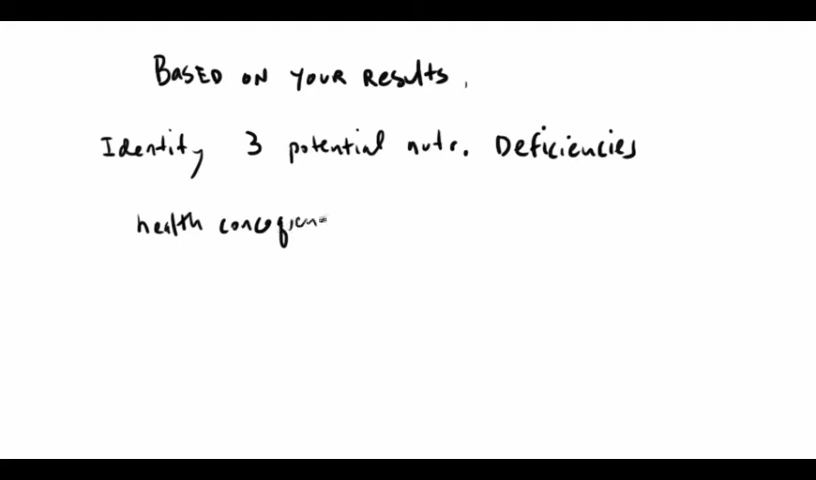 BASED ON YOUR Results,
Identify 3 potential nutr. Deficiencies
health